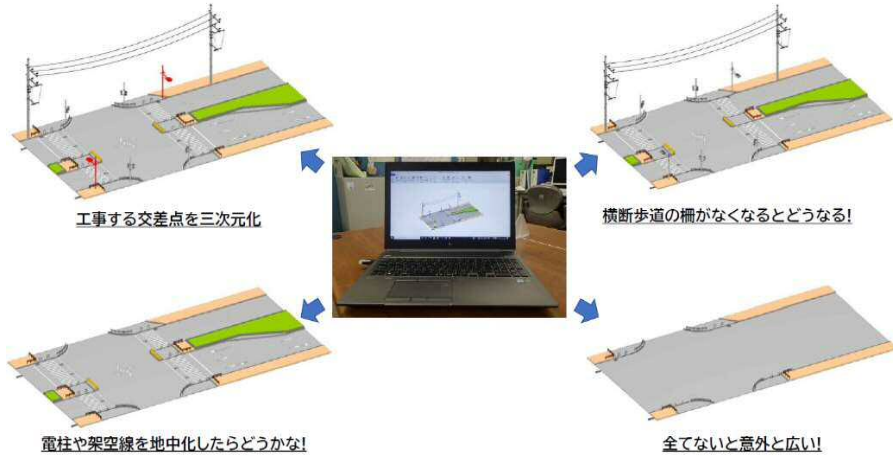 工事する交差点を三次元化
横断歩道の柵がなくなるとどうなる!
電柱や架空線を地中化したらどうかな!
全てないと意外と広い!